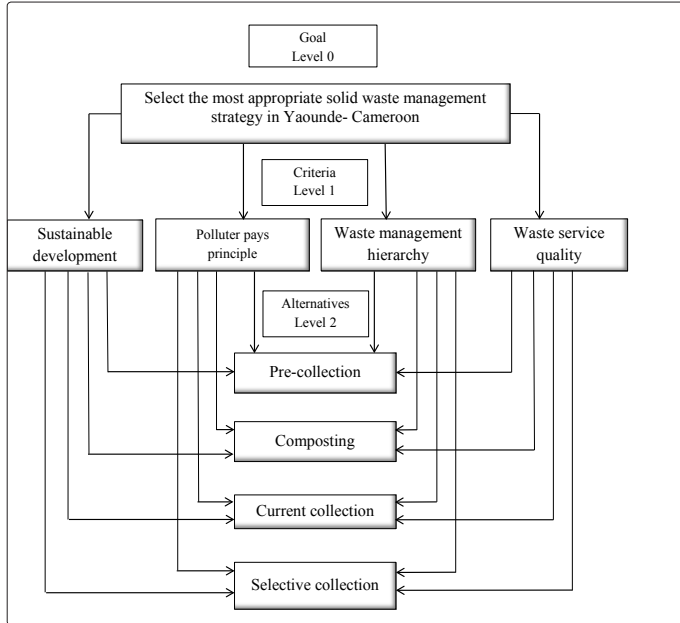 Goal
Level 0
Select the most appropriate solid waste management
strategy in Yaounde- Cameroon
Criteria
Level 1
Sustainable
development
Polluter pays
principle
Waste management
hierarchy
Waste service
quality
Alternatives
Level 2
Pre-collection
Composting
Current collection
Selective collection